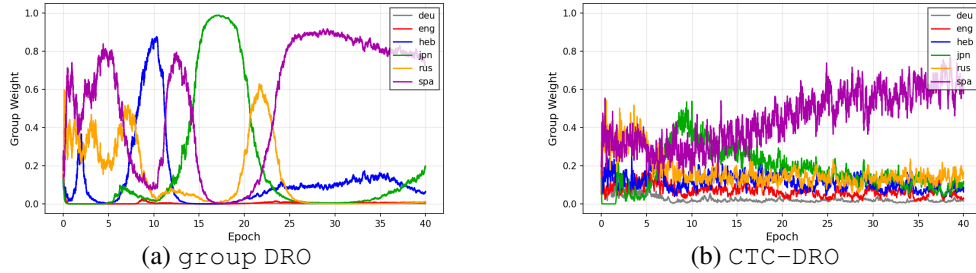 Group Weight
1.0
0.8
0.6
0.4
0.2
0.0
0
5
10
15
20
25
30
35
40
Epoch
deu
eng
heb
jpn
rus
spa
(a) group DRO
Group Weight
1.0
0.8
0.6
0.4
0.2
0.0
0
5
10
15
20
25
30
35
40
Epoch
deu
eng
heb
jpn
rus
spa
(b) CTC-DRO